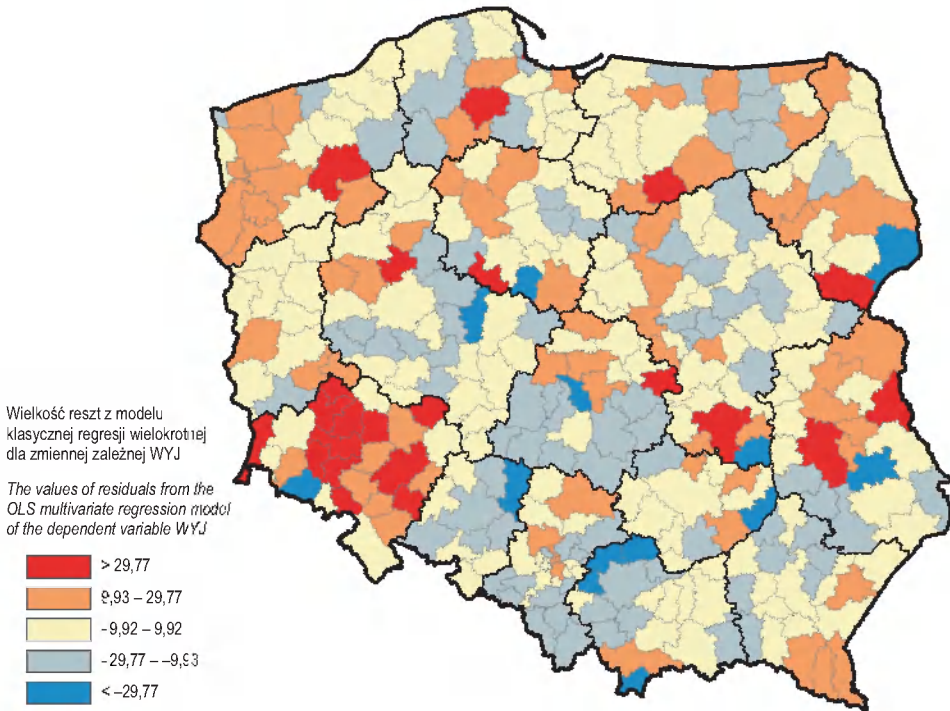 Wielkość reszt z modelu
klasycznej regresji wielokrotnej
dla zmiennej zależnej WYJ
The values of residuals from the
OLS multivariate regression model
of the dependent variable WYJ
> 29,77
9,93 – 29,77
-9,92 – 9,92
-29,77 – –9,93
< –29,77